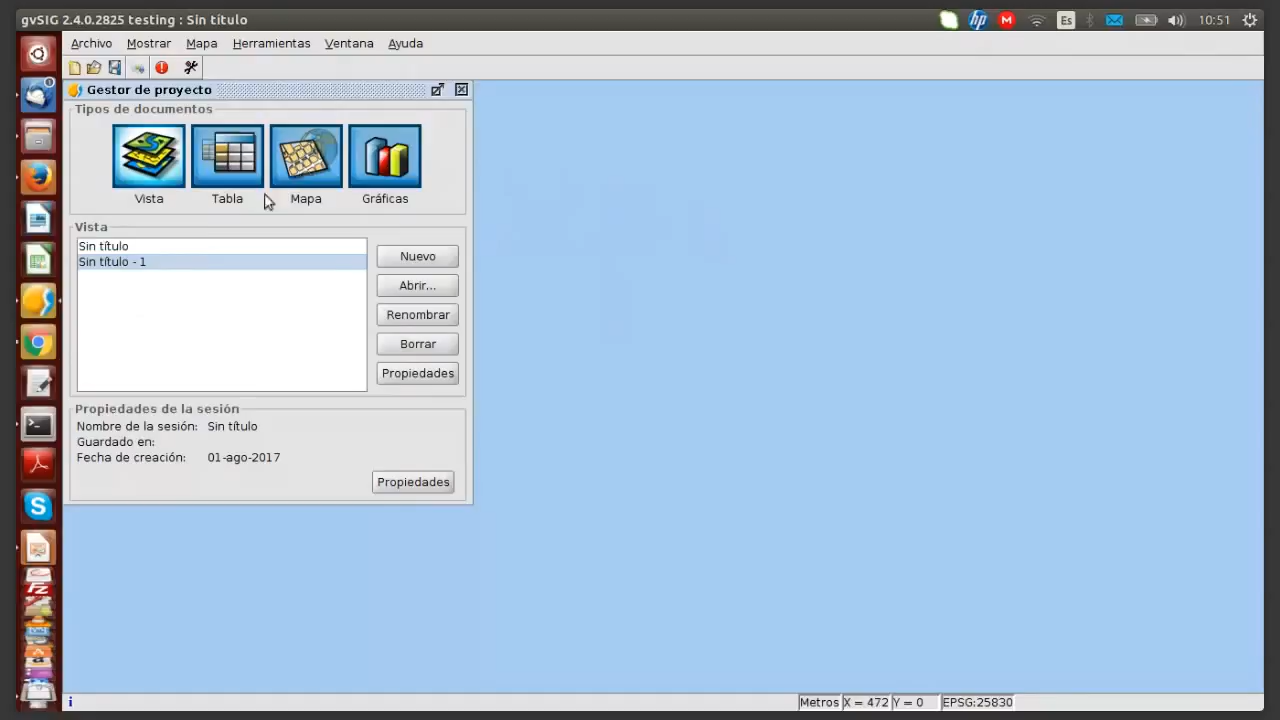 gvSIG 2.4.0.2825 testing : Sin título
Es
10:51
Archivo Mostrar Mapa Herramientas Ventana Ayuda
Gestor de proyecto
Tipos de documentos
Vista Tabla Mapa Gráficas
Vista
Sin título
Sin título - 1
Nuevo
Abrir...
Renombrar
Borrar
Propiedades
Propiedades de la sesión
Nombre de la sesión: Sin título
Guardado en:
Fecha de creación: 01-ago-2017
Propiedades
Metros X = 472 Y = 0 EPSG:25830